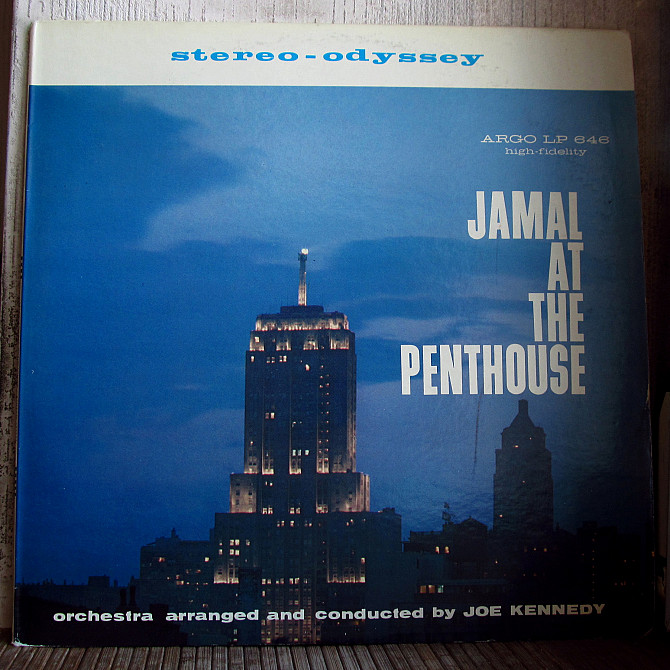 stereo-odyssey
ARGO LP 646
high-fidelity
JAMAL
AT
THE
PENTHOUSE
orchestra arranged and conducted by JOE KENNEDY